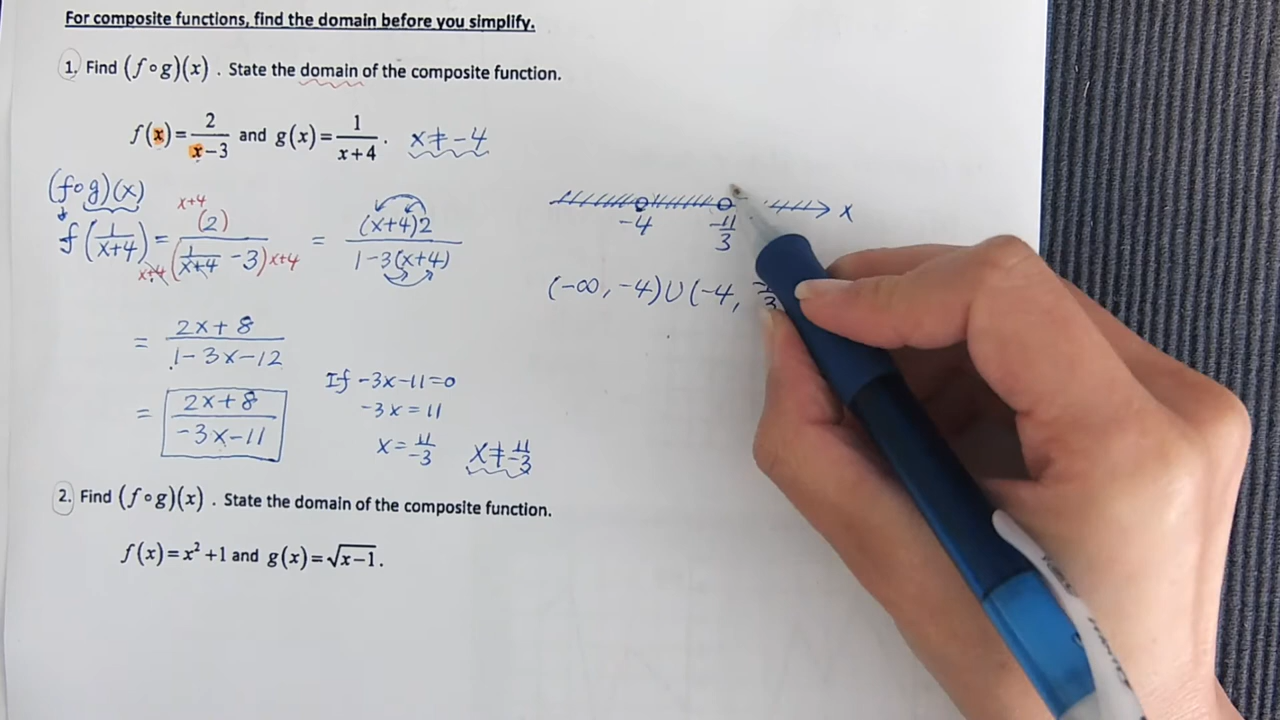 For composite functions, find the domain before you simplify.
1. Find (f∘g)(x). State the domain of the composite function.
f(x)= 2/(x−3) and g(x)= 1/(x+4). x≠−4
(f∘g)(x)
f(1/(x+4)) = x+4 (2) / x+4 (1/(x+4) −3) x+4 = (x+4)2 / 1−3(x+4)
= 2x+8 / 1−3x−12
= 2x+8 / −3x−11
If −3x−11=0
−3x=11
x= 11/−3 x≠ −11/3
−4 −11/3 x
(−∞, −4)∪(−4,
2. Find (f∘g)(x). State the domain of the composite function.
f(x)=x²+1 and g(x)=√(x−1).